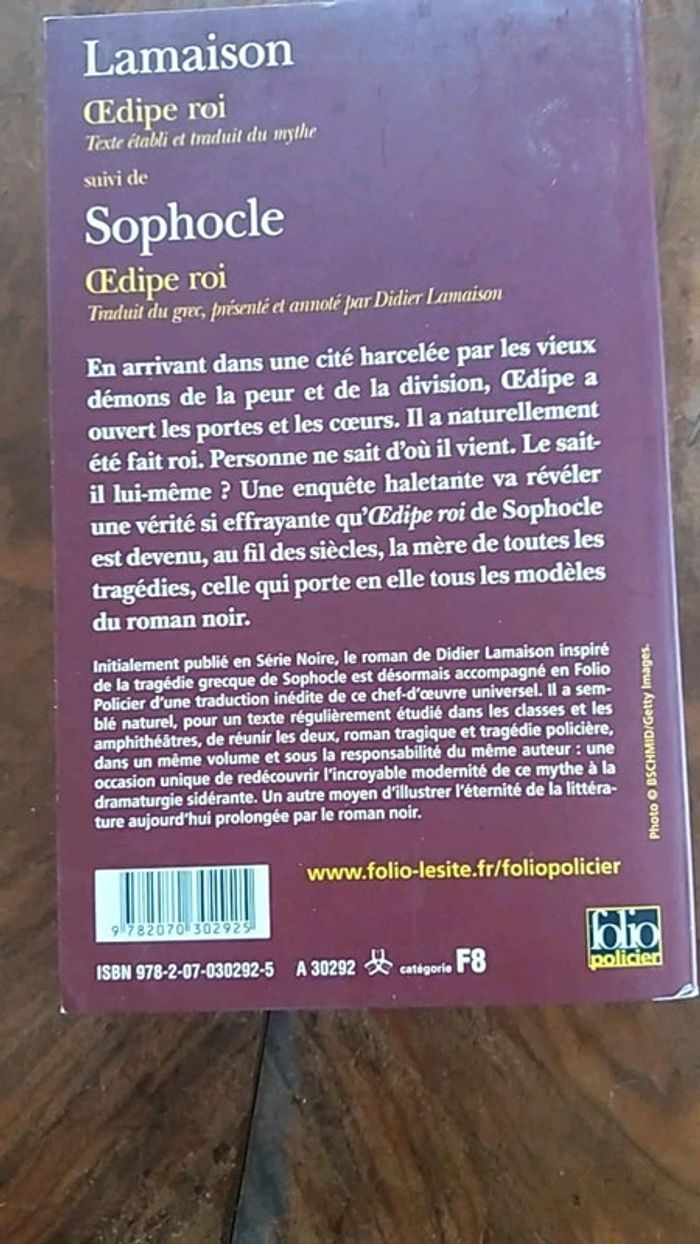 Lamaison
Œdipe roi
Texte établi et traduit du mythe
suivi de
Sophocle
Œdipe roi
Traduit du grec, présenté et annoté par Didier Lamaison
En arrivant dans une cité harcelée par les vieux
démons de la peur et de la division, Œdipe a
ouvert les portes et les cœurs. Il a naturellement
été fait roi. Personne ne sait d'où il vient. Le sait-
il lui-même ? Une enquête haletante va révéler
une vérité si effrayante qu'Œdipe roi de Sophocle
est devenu, au fil des siècles, la mère de toutes les
tragédies, celle qui porte en elle tous les modèles
du roman noir.
Initialement publié en Série Noire, le roman de Didier Lamaison inspiré
de la tragédie grecque de Sophocle est désormais accompagné en Folio
Policier d'une traduction inédite de ce chef-d'œuvre universel. Il a sem-
blé naturel, pour un texte régulièrement étudié dans les classes et les
amphithéâtres, de réunir les deux, roman tragique et tragédie policière,
dans un même volume et sous la responsabilité du même auteur : une
occasion unique de redécouvrir l'incroyable modernité de ce mythe à la
dramaturgie sidérante. Un autre moyen d'illustrer l'éternité de la littéra-
ture aujourd'hui prolongée par le roman noir.
Photo © BSCHMID/Getty Images.
www.folio-lesite.fr/foliopolicier
9 782070 302925
folio
policier
ISBN 978-2-07-030292-5 A 30292 catégorie F8